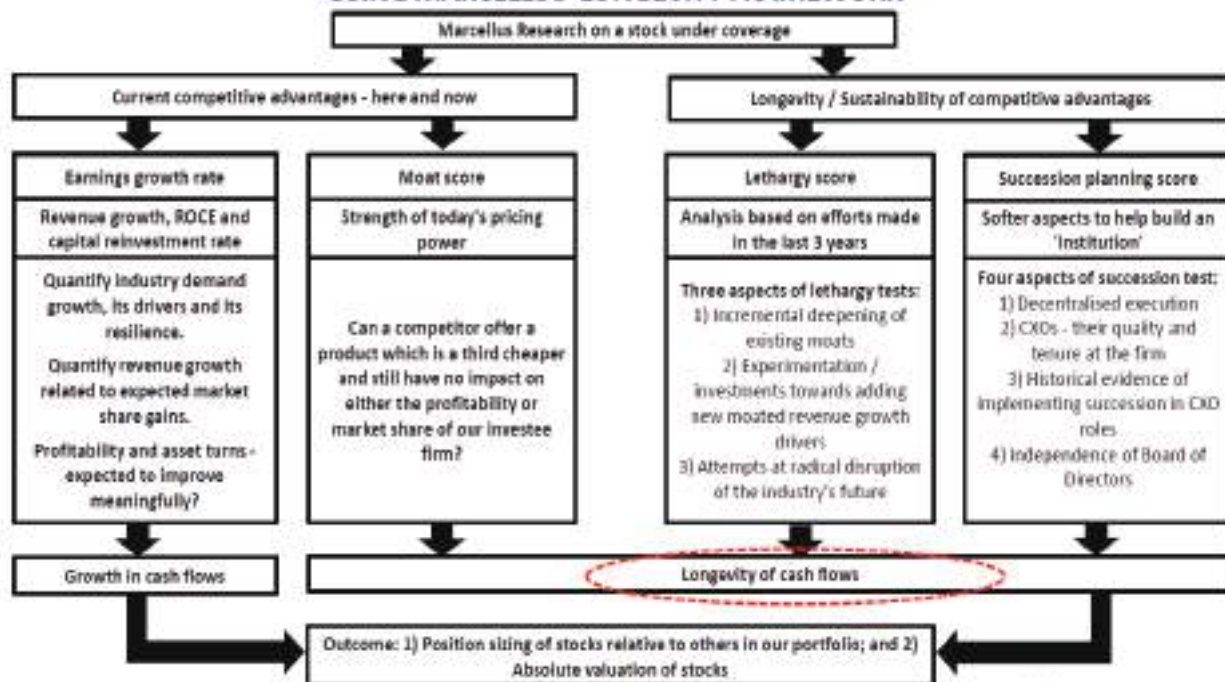 Marcellus Research on a stock under coverage
Current competitive advantages - here and now
Longevity / Sustainability of competitive advantages
Earnings growth rate
Revenue growth, ROCE and
capital reinvestment rate
Quantify industry demand
growth, its drivers and its
resilience.
Quantify revenue growth
related to expected market
share gains.
Profitability and asset turns -
expected to improve
meaningfully?
Moat score
Strength of today's pricing
power
Can a competitor offer a
product which is a third cheaper
and still have no impact on
either the profitability or
market share of our investee
firm?
Lethargy score
Analysis based on efforts made
in the last 3 years
Three aspects of lethargy tests:
1) Incremental deepening of
existing moats
2) Experimentation /
investments towards adding
new moated revenue growth
drivers
3) Attempts at radical disruption
of the industry's future
Succession planning score
Softer aspects to help build an
'Institution'
Four aspects of succession test:
1) Decentralised execution
2) CXOs - their quality and
tenure at the firm
3) Historical evidence of
implementing succession in CXO
roles
4) Independence of Board of
Directors
Growth in cash flows
Longevity of cash flows
Outcome: 1) Position sizing of stocks relative to others in our portfolio; and 2)
Absolute valuation of stocks